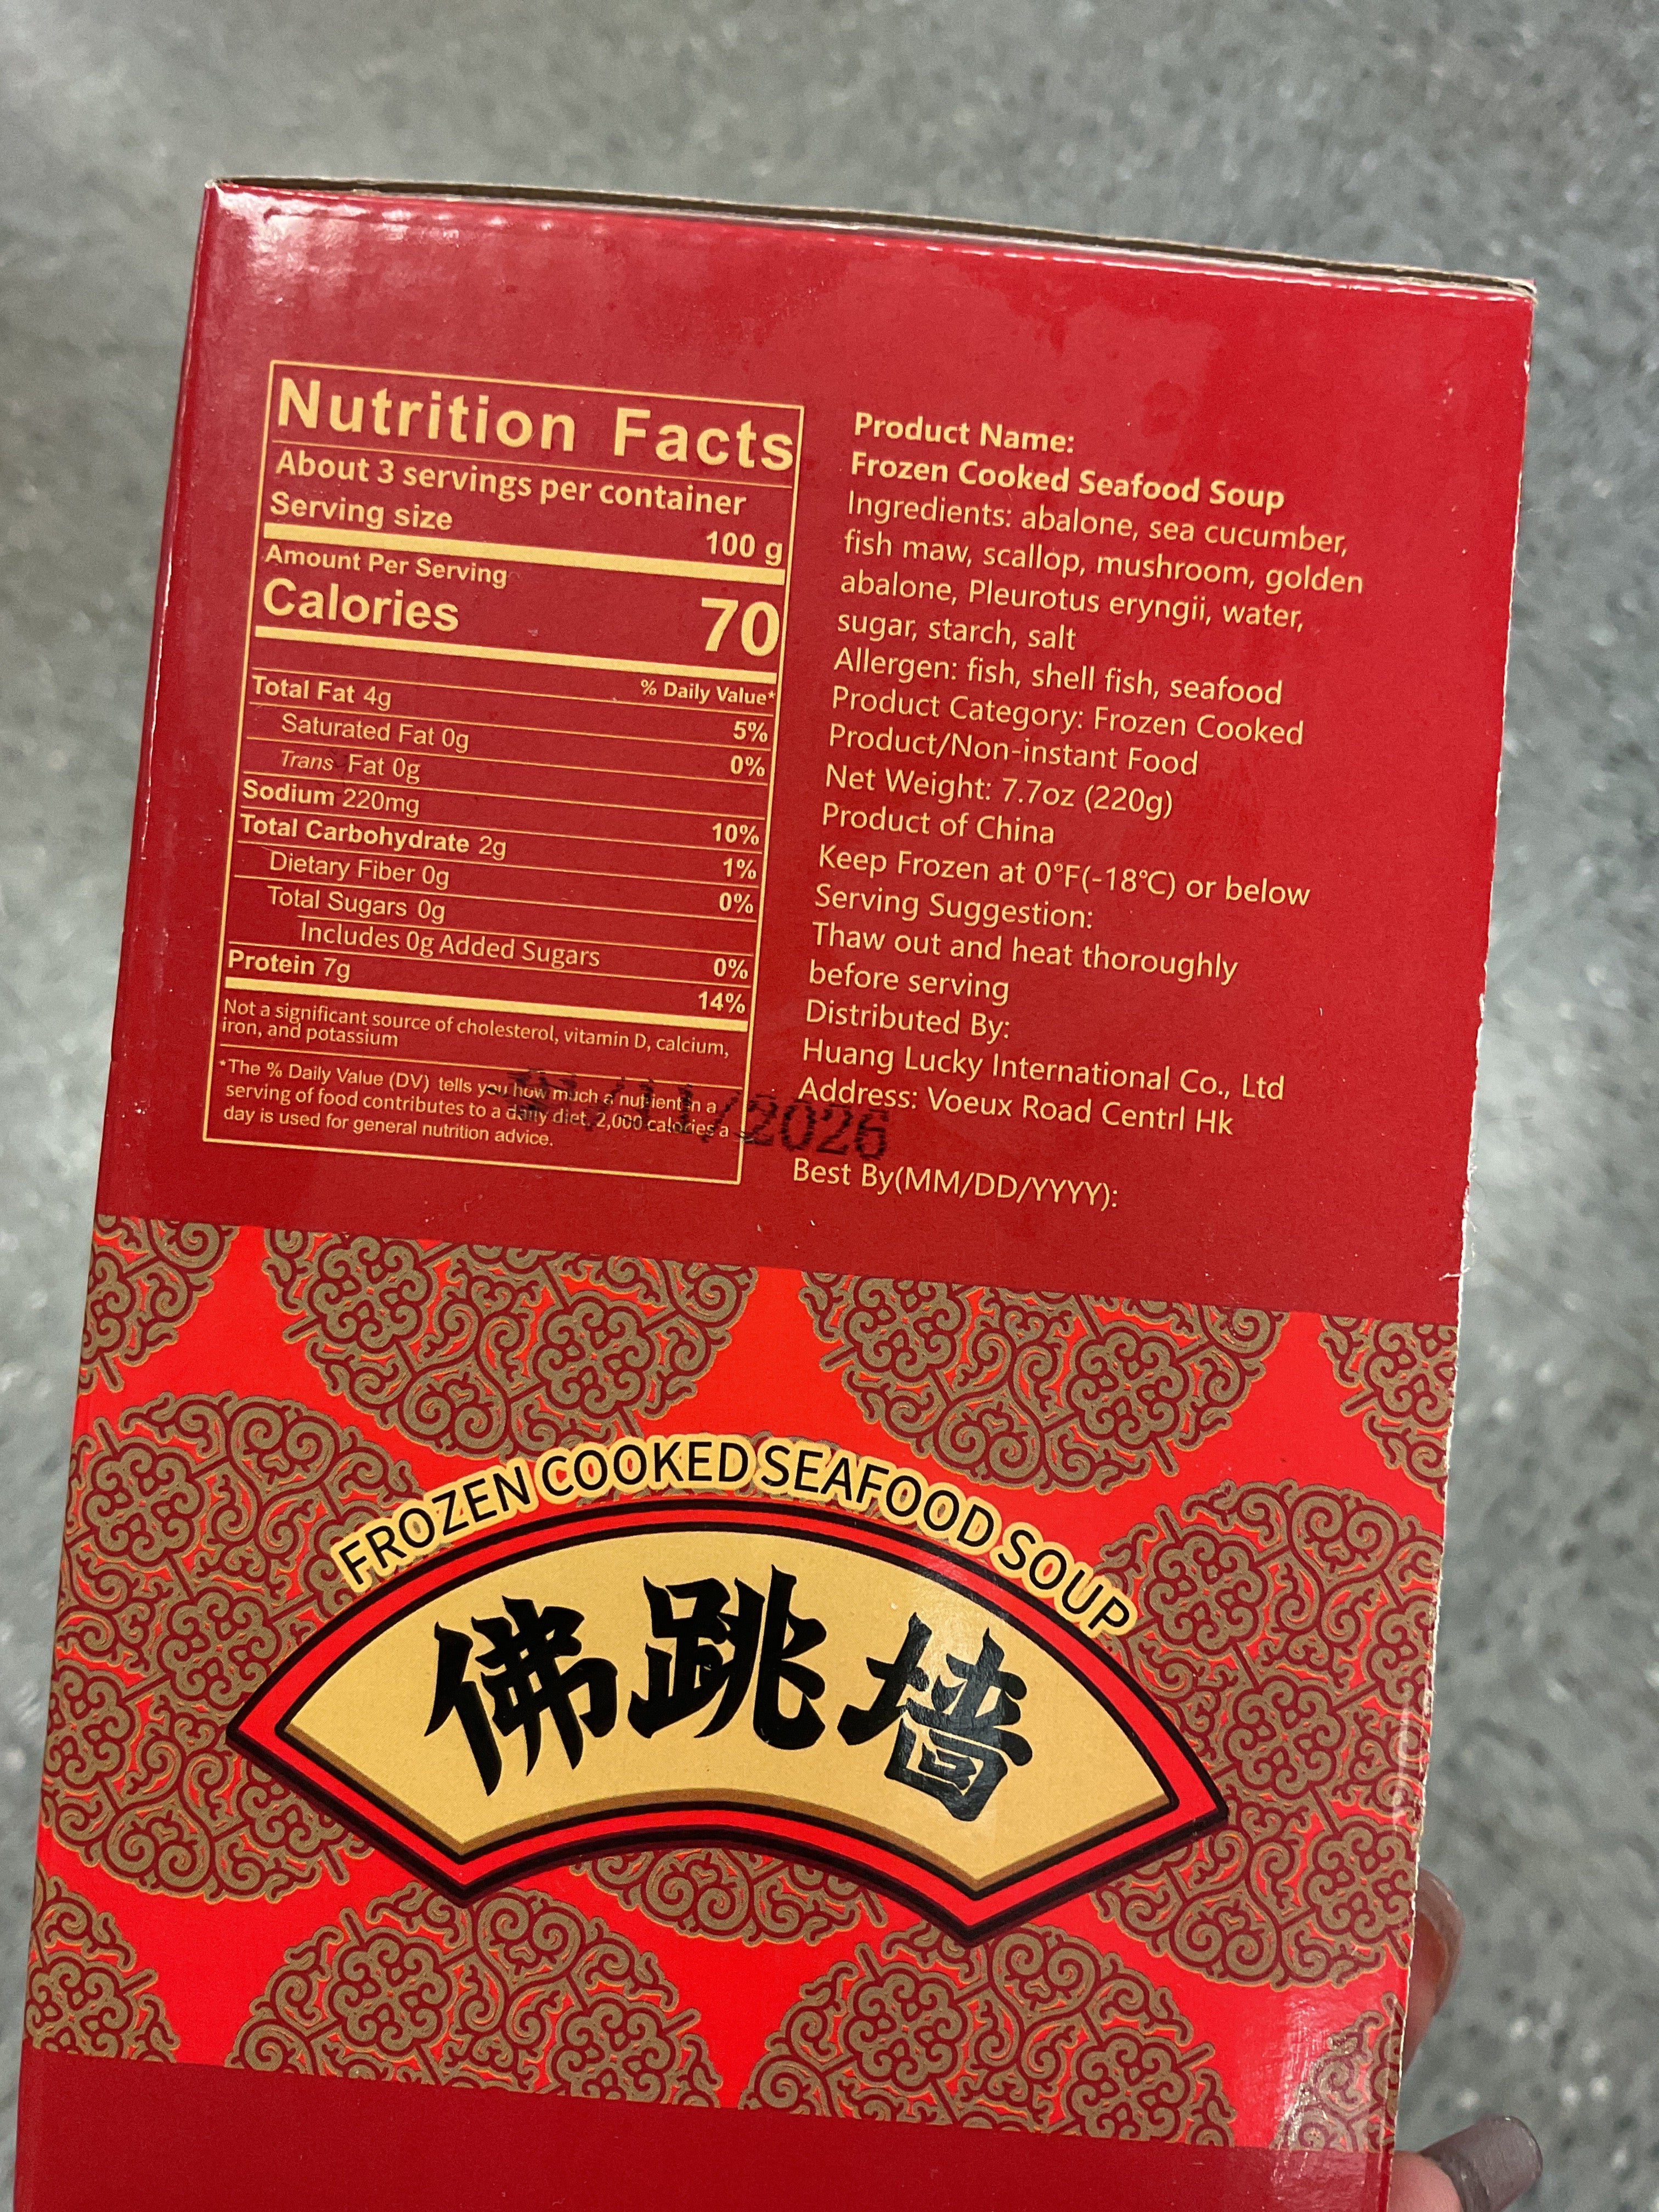 Nutrition Facts
About 3 servings per container
Serving size 100 g
Amount Per Serving
Calories 70
% Daily Value*
Total Fat 4g 5%
Saturated Fat 0g 0%
Trans Fat 0g
Sodium 220mg 10%
Total Carbohydrate 2g 1%
Dietary Fiber 0g 0%
Total Sugars 0g
Includes 0g Added Sugars 0%
Protein 7g 14%
Not a significant source of cholesterol, vitamin D, calcium,
iron, and potassium
*The % Daily Value (DV) tells you how much a nutrient in a
serving of food contributes to a daily diet, 2,000 calories a
day is used for general nutrition advice.
Product Name:
Frozen Cooked Seafood Soup
Ingredients: abalone, sea cucumber,
fish maw, scallop, mushroom, golden
abalone, Pleurotus eryngii, water,
sugar, starch, salt
Allergen: fish, shell fish, seafood
Product Category: Frozen Cooked
Product/Non-instant Food
Net Weight: 7.7oz (220g)
Product of China
Keep Frozen at 0°F(-18℃) or below
Serving Suggestion:
Thaw out and heat thoroughly
before serving
Distributed By:
Huang Lucky International Co., Ltd
Address: Voeux Road Centrl Hk
/2026
Best By(MM/DD/YYYY):
FROZEN COOKED SEAFOOD SOUP
佛跳墙